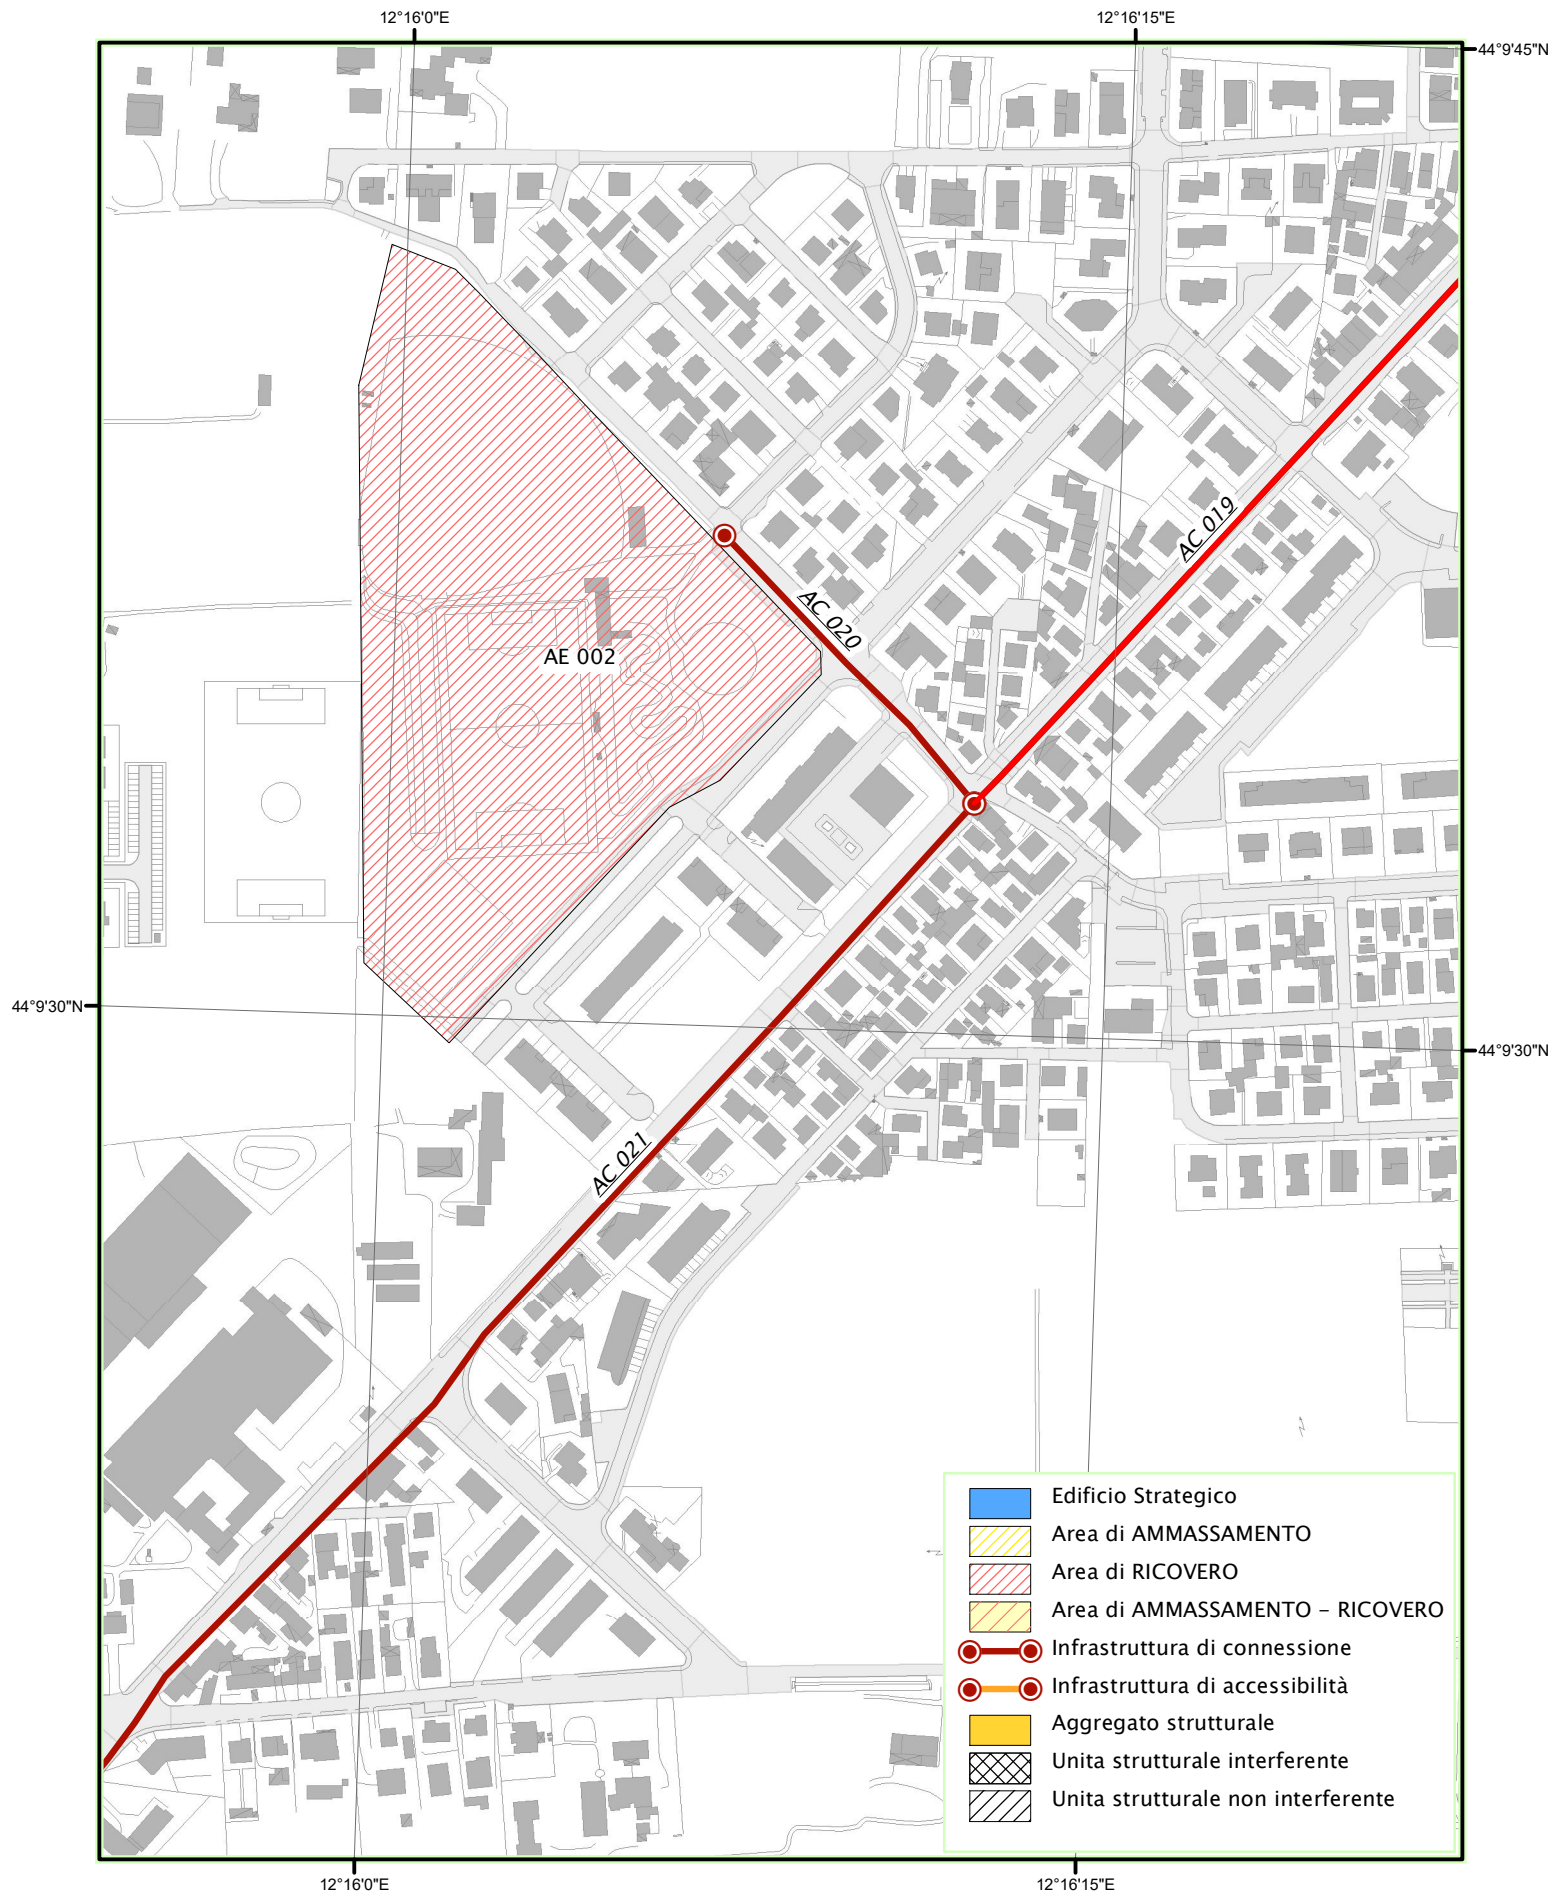 12°16'0"E
12°16'15"E
44°9'45"N
AC 019
AC 020
AE 002
44°9'30"N
44°9'30"N
AC 021
Edificio Strategico
Area di AMMASSAMENTO
Area di RICOVERO
Area di AMMASSAMENTO - RICOVERO
Infrastruttura di connessione
Infrastruttura di accessibilità
Aggregato strutturale
Unita strutturale interferente
Unita strutturale non interferente
12°16'0"E
12°16'15"E